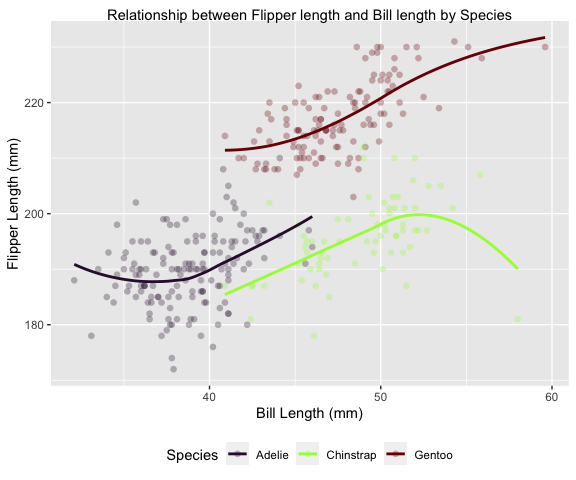 Relationship between Flipper length and Bill length by Species
Flipper Length (mm)
220
200
180
40
50
60
Bill Length (mm)
Species Adelie Chinstrap Gentoo